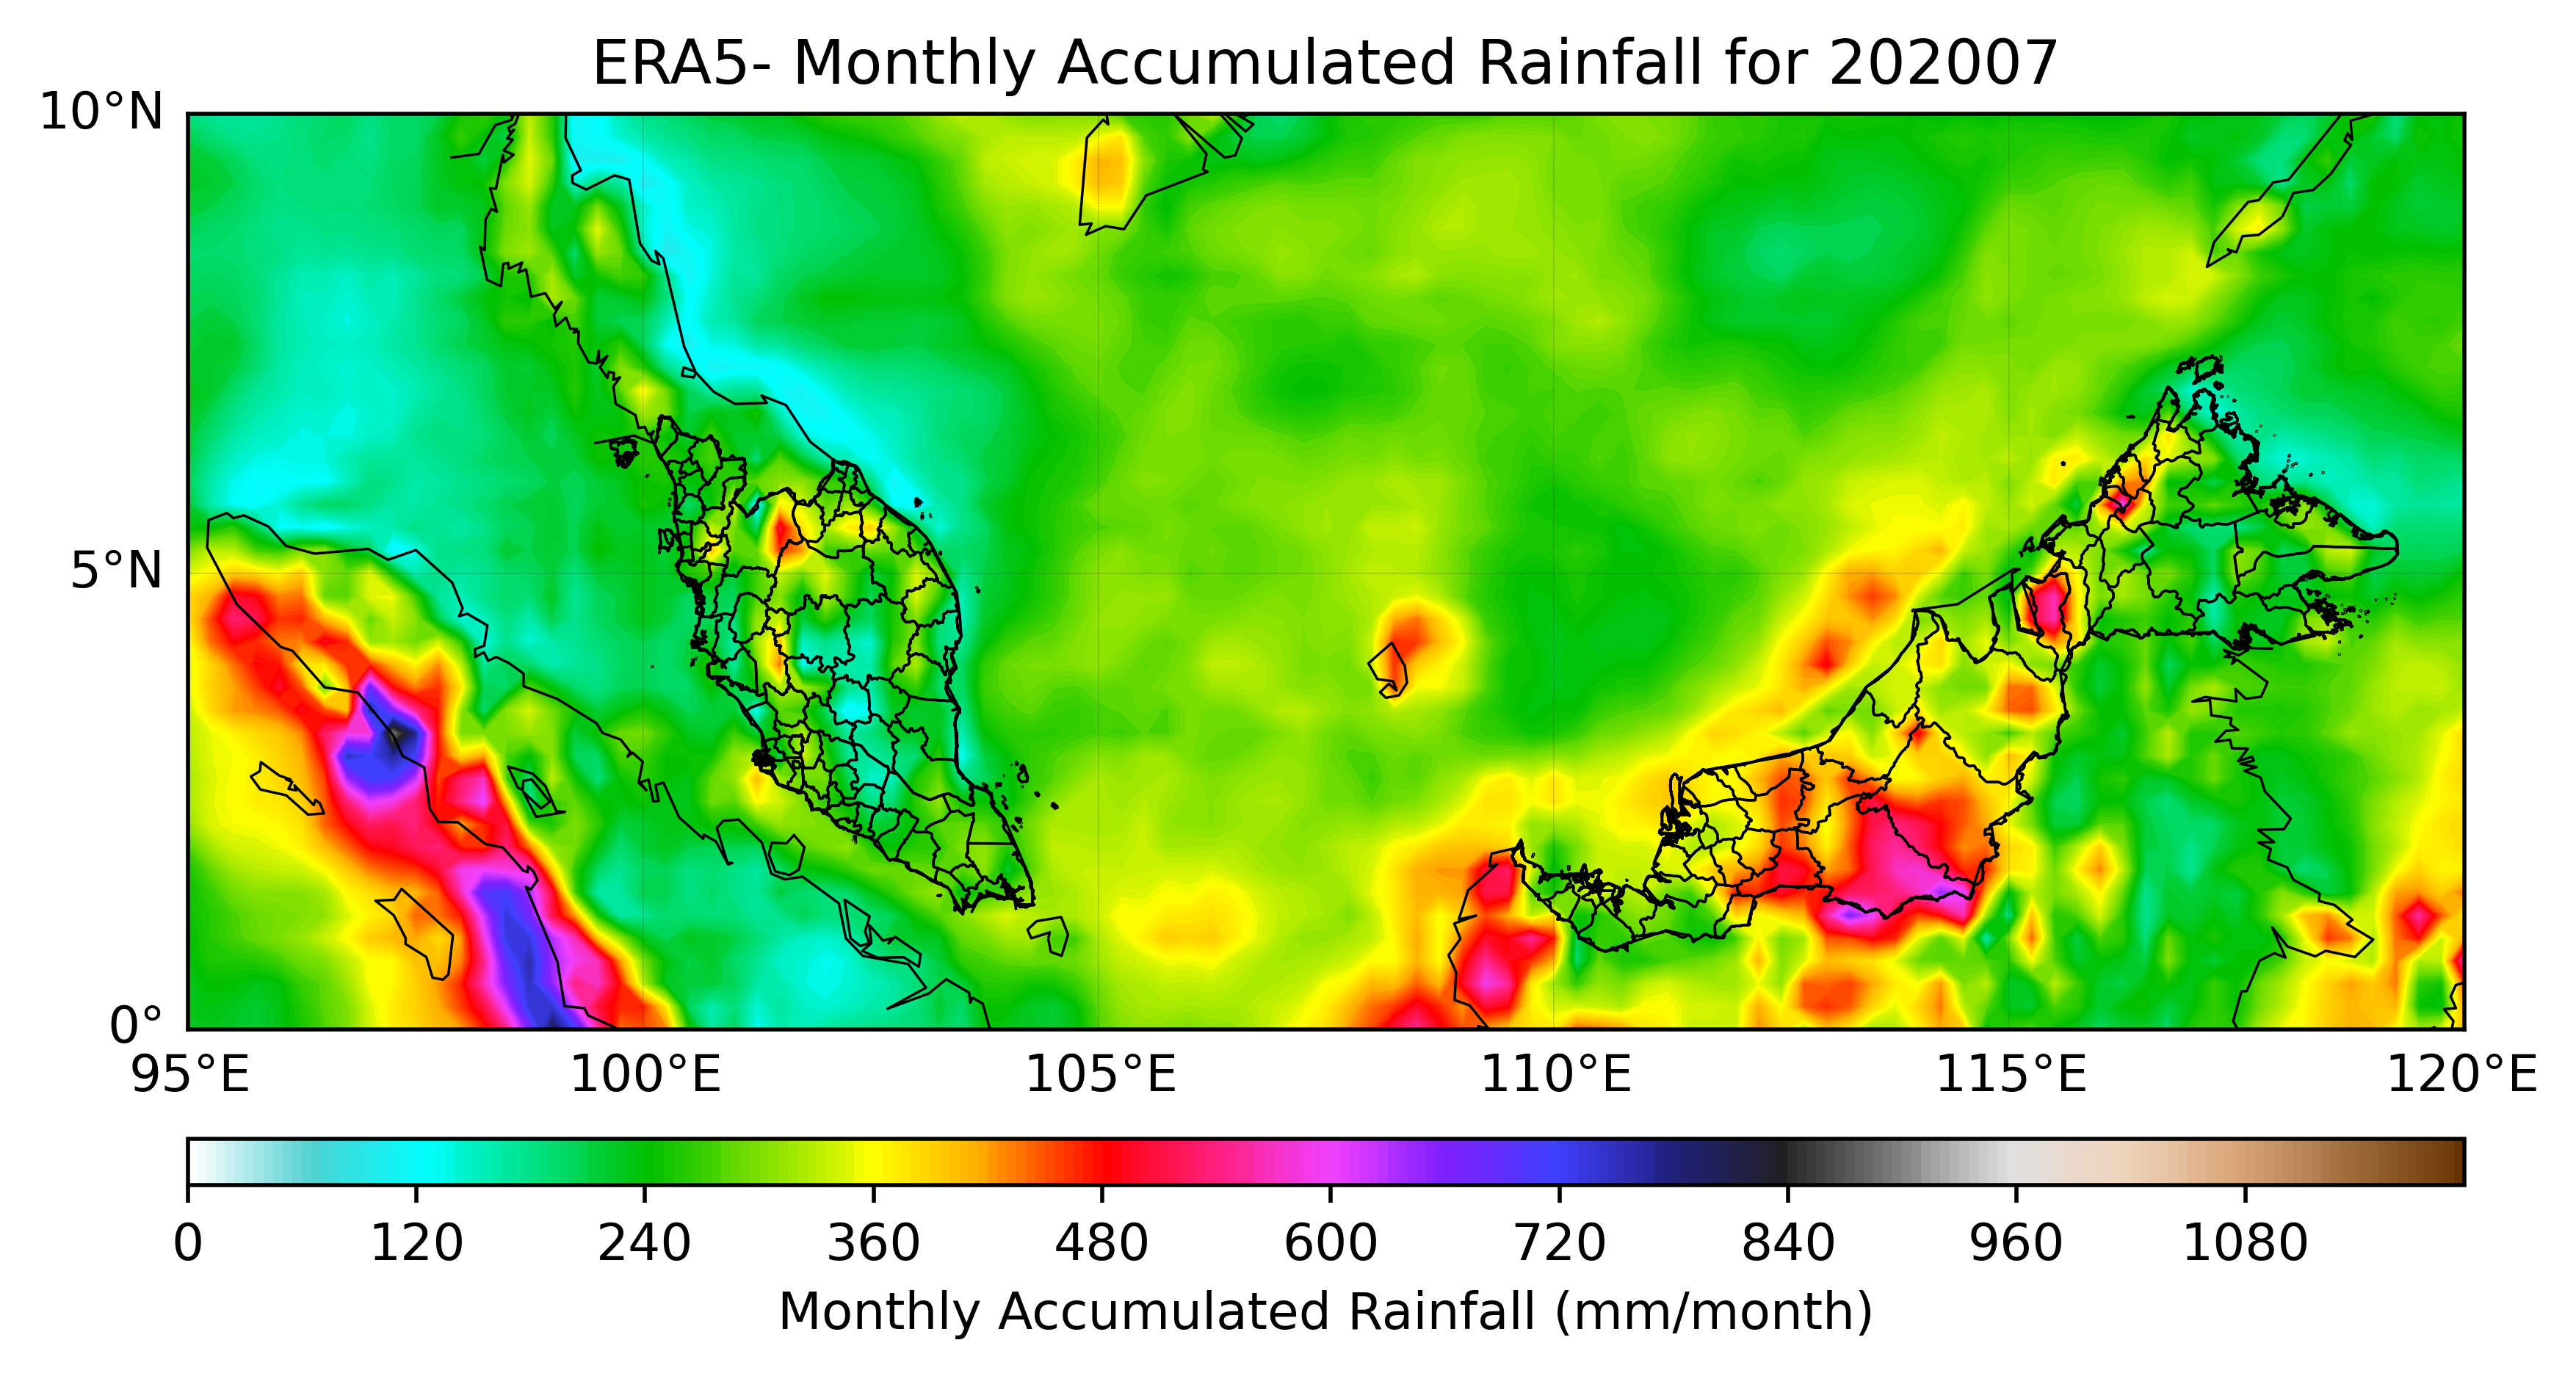 ERA5- Monthly Accumulated Rainfall for 202007
10°N
5°N
0°
95°E 100°E 105°E 110°E 115°E 120°E
0 120 240 360 480 600 720 840 960 1080
Monthly Accumulated Rainfall (mm/month)